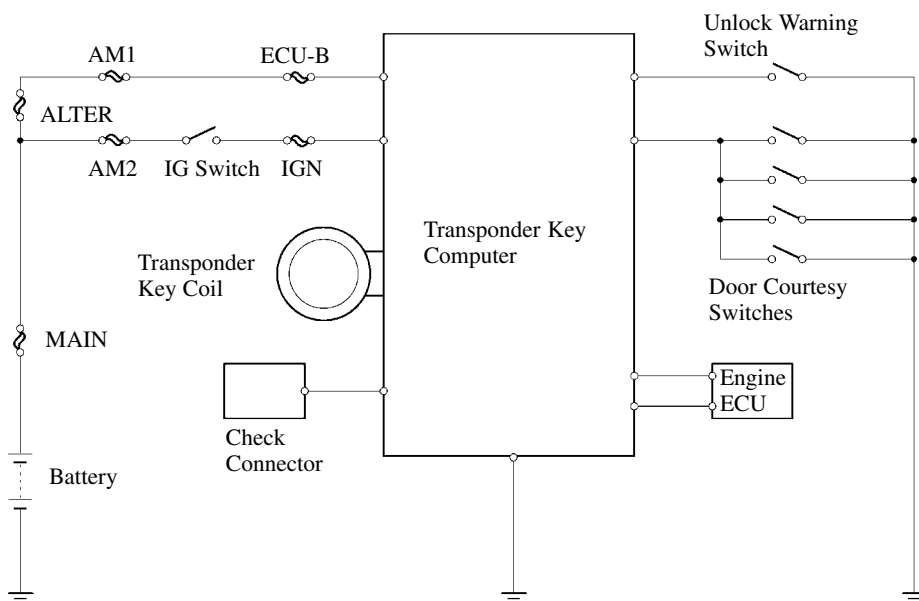 Unlock Warning
Switch
AM1
ECU-B
ALTER
AM2
IG Switch
IGN
Transponder Key
Computer
Transponder
Key Coil
Door Courtesy
Switches
MAIN
Engine
ECU
Check
Connector
Battery